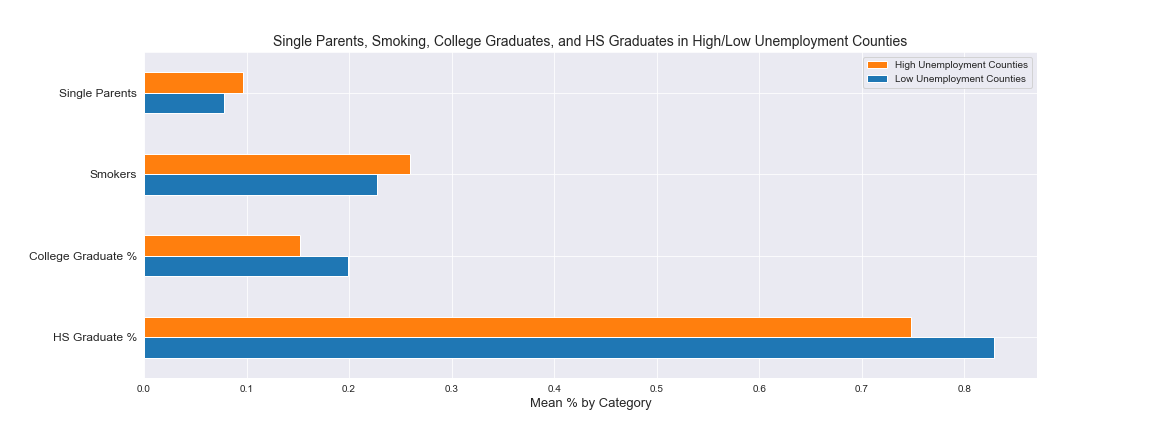 Single Parents, Smoking, College Graduates, and HS Graduates in High/Low Unemployment Counties
High Unemployment Counties
Low Unemployment Counties
Single Parents
Smokers
College Graduate %
HS Graduate %
0.0 0.1 0.2 0.3 0.4 0.5 0.6 0.7 0.8
Mean % by Category